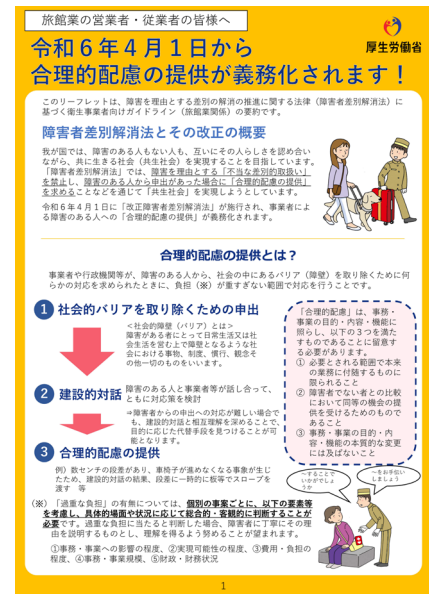 旅館業の営業者・従業者の皆様へ
令和6年4月1日から
合理的配慮の提供が義務化されます！
厚生労働省
このリーフレットは、障害を理由とする差別の解消の推進に関する法律（障害者差別解消法）に
基づく衛生事業者向けガイドライン（旅館業関係）の要約です。
障害者差別解消法とその改正の概要
我が国では、障害のある人もない人も、互いにその人らしさを認め合い
ながら、共に生きる社会（共生社会）を実現することを目指しています。
「障害者差別解消法」では、障害を理由とする「不当な差別的取扱い」
を禁止し、障害のある人から申出があった場合に「合理的配慮の提供」
を求めることなどを通じて「共生社会」を実現しようとしています。
令和6年4月1日に「改正障害者差別解消法」が施行され、事業者によ
る障害のある人への「合理的配慮の提供」が義務化されます。
合理的配慮の提供とは？
事業者や行政機関等が、障害のある人から、社会の中にあるバリア（障壁）を取り除くために何
らかの対応を求められたときに、負担（※）が重すぎない範囲で対応を行うことです。
1 社会的バリアを取り除くための申出
＜社会的障壁（バリア）とは＞
障害がある者にとって日常生活又は社
会生活を営む上で障壁となるような社
会における事物、制度、慣行、観念そ
の他一切のものをいいます。
2 建設的対話
障害のある人と事業者等が話し合って、
ともに対応策を検討
⇒障害者からの申出への対応が難しい場合で
も、建設的対話と相互理解を深めることで、
目的に応じた代替手段を見つけることが可
能となります。
3 合理的配慮の提供
例）数センチの段差があり、車椅子が進めなくなる事象が生じ
たため、建設的対話の結果、段差に一時的に板等でスロープを
渡す 等
「合理的配慮」は、事務・
事業の目的・内容・機能に
照らし、以下の３つを満た
すものであることに留意す
る必要があります。
① 必要とされる範囲で本来
の業務に付随するものに
限られること
② 障害者でない者との比較
において同等の機会の提
供を受けるためのもので
あること
③ 事務・事業の目的・内
容・機能の本質的な変更
には及ばないこと
～することで
いかがでしょ
うか
～をお手伝い
しましょう
（※）「過重な負担」の有無については、個別の事案ごとに、以下の要素等
を考慮し、具体的場面や状況に応じて総合的・客観的に判断することが
必要です。過重な負担に当たると判断した場合、障害者に丁寧にその理
由を説明するものとし、理解を得るよう努めることが望まれます。
①事務・事業への影響の程度、②実現可能性の程度、③費用・負担の
程度、④事務・事業規模、⑤財政・財務状況
1